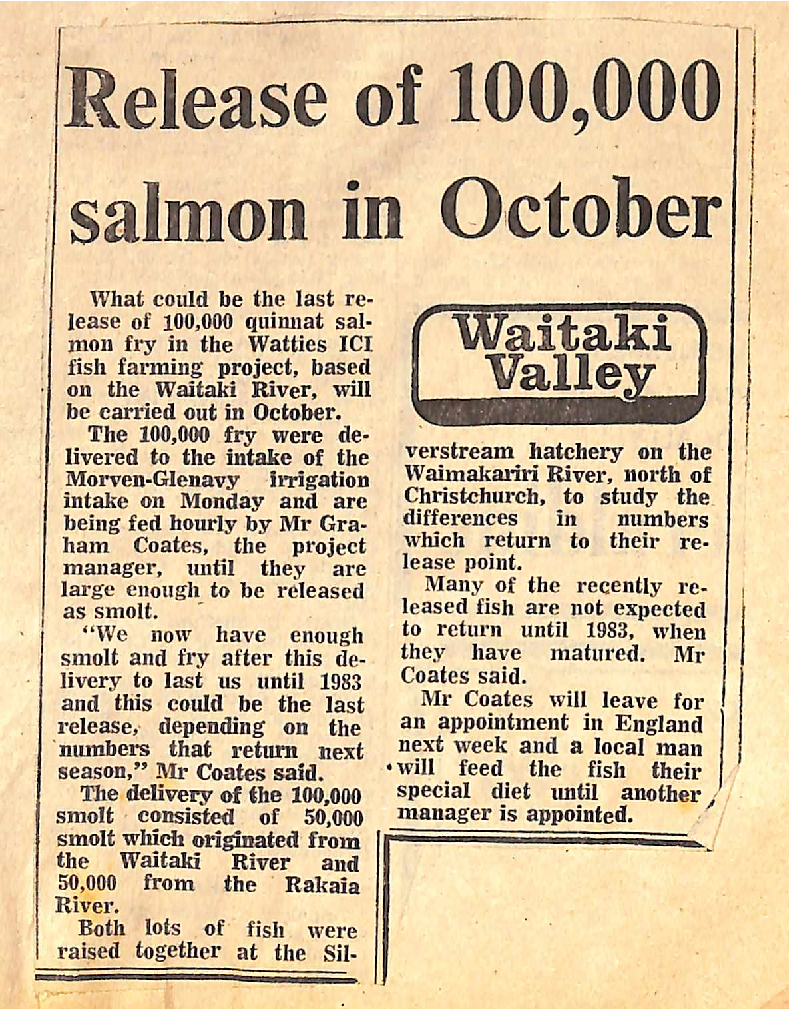 Release of 100,000
salmon in October
What could be the last re-
lease of 100,000 quinnat sal-
mon fry in the Watties ICI
fish farming project, based
on the Waitaki River, will
be carried out in October.
The 100,000 fry were de-
livered to the intake of the
Morven-Glenavy irrigation
intake on Monday and are
being fed hourly by Mr Gra-
ham Coates, the project
manager, until they are
large enough to be released
as smolt.
"We now have enough
smolt and fry after this de-
livery to last us until 1983
and this could be the last
release, depending on the
numbers that return next
season," Mr Coates said.
The delivery of the 100,000
smolt consisted of 50,000
smolt which originated from
the Waitaki River and
50,000 from the Rakaia
River.
Both lots of fish were
raised together at the Sil-
Waitaki
Valley
verstream hatchery on the
Waimakariri River, north of
Christchurch, to study the
differences in numbers
which return to their re-
lease point.
Many of the recently re-
leased fish are not expected
to return until 1983, when
they have matured. Mr
Coates said.
Mr Coates will leave for
an appointment in England
next week and a local man
will feed the fish their
special diet until another
manager is appointed.